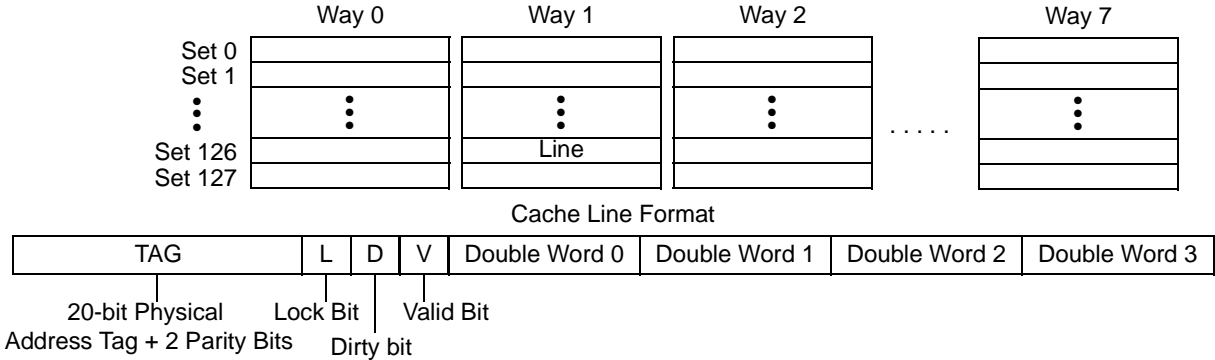 Way 0 Way 1 Way 2 Way 7
Set 0
Set 1
. . . . .
Set 126 Line
Set 127
Cache Line Format
TAG L D V Double Word 0 Double Word 1 Double Word 2 Double Word 3
20-bit Physical Lock Bit Valid Bit
Address Tag + 2 Parity Bits Dirty bit